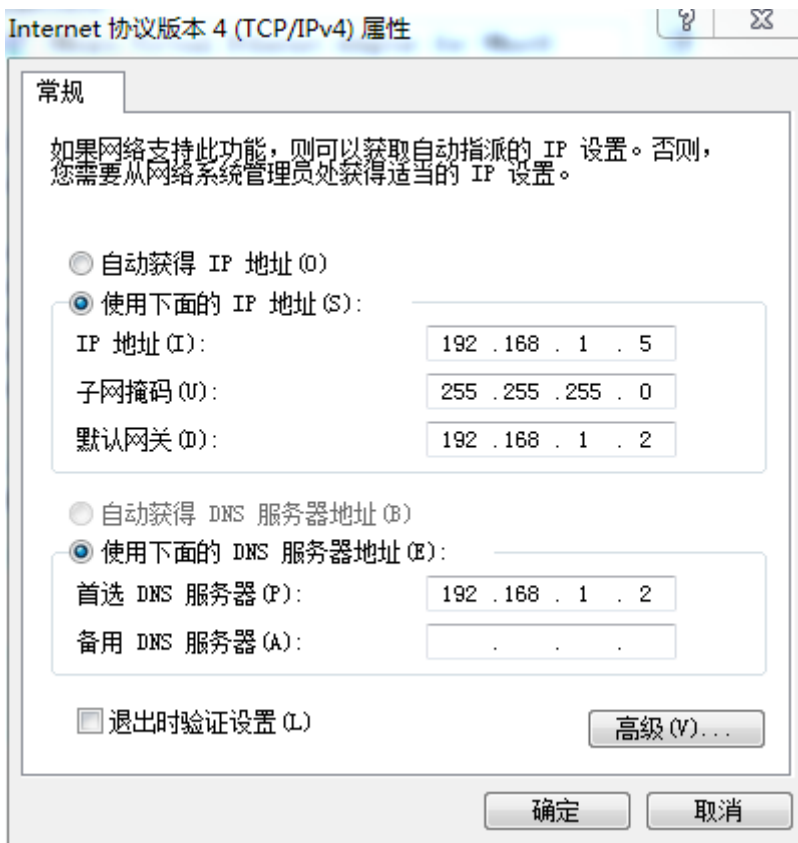 Internet 协议版本 4 (TCP/IPv4) 属性
常规
如果网络支持此功能，则可以获取自动指派的 IP 设置。否则，
您需要从网络系统管理员处获得适当的 IP 设置。
自动获得 IP 地址(O)
使用下面的 IP 地址(S):
IP 地址(I): 192 .168 . 1 . 5
子网掩码(U): 255 .255 .255 . 0
默认网关(D): 192 .168 . 1 . 2
自动获得 DNS 服务器地址(B)
使用下面的 DNS 服务器地址(E):
首选 DNS 服务器(P): 192 .168 . 1 . 2
备用 DNS 服务器(A): . . .
退出时验证设置(L)
高级(V)...
确定 取消